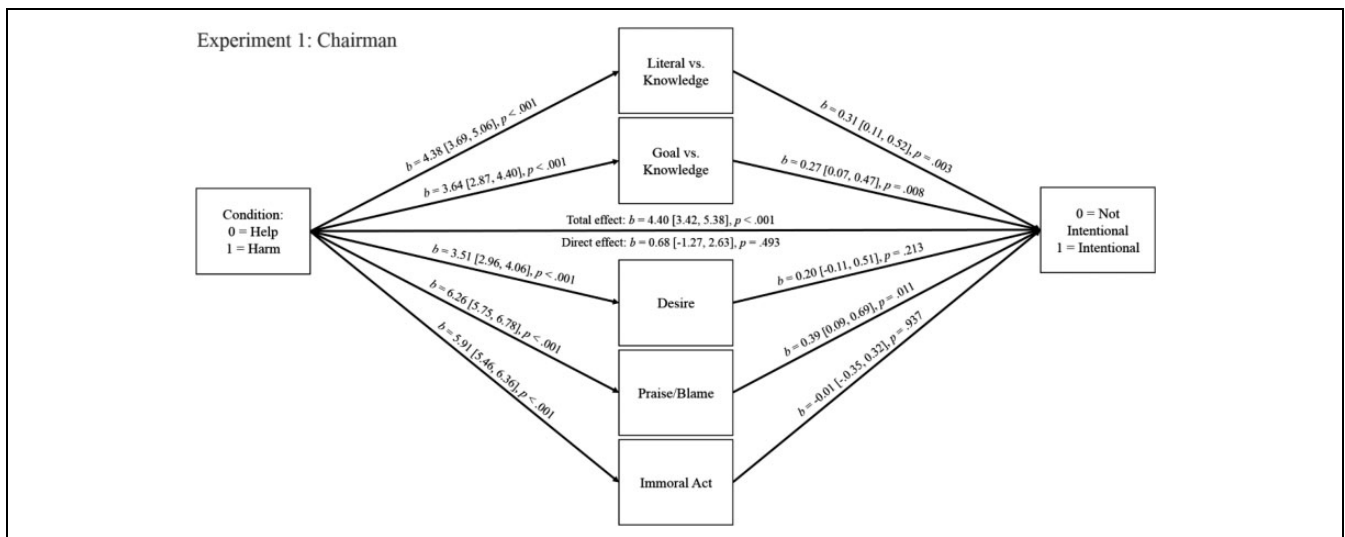 Experiment 1: Chairman
Literal vs.
Knowledge
b = 4.38 [3.69, 5.06], p < .001
b = 0.31 [0.11, 0.52], p = .003
Goal vs.
Knowledge
b = 3.64 [2.87, 4.40], p < .001
b = 0.27 [0.07, 0.47], p = .008
Condition:
0 = Help
1 = Harm
Total effect: b = 4.40 [3.42, 5.38], p < .001
Direct effect: b = 0.68 [-1.27, 2.63], p = .493
0 = Not
Intentional
1 = Intentional
b = 3.51 [2.96, 4.06], p < .001
Desire
b = 0.20 [-0.11, 0.51], p = .213
b = 6.26 [5.75, 6.78], p < .001
Praise/Blame
b = 0.39 [0.09, 0.69], p = .011
b = 5.91 [5.46, 6.36], p < .001
Immoral Act
b = -0.01 [-.0.35, 0.32], p = .937